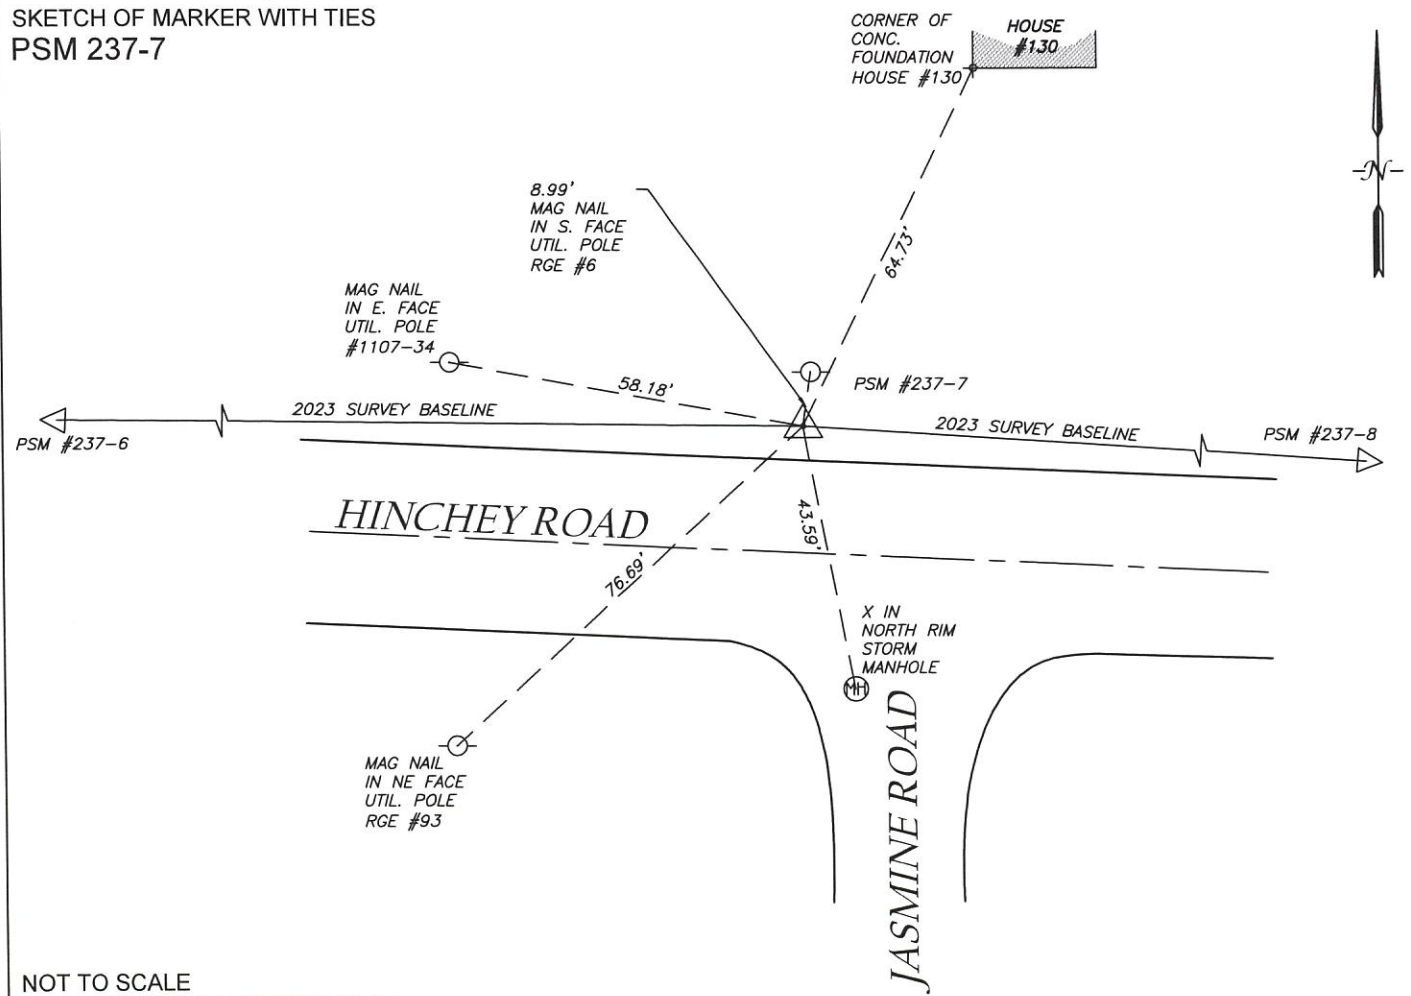 SKETCH OF MARKER WITH TIES
PSM 237-7
CORNER OF
CONC.
FOUNDATION
HOUSE #130
HOUSE
#130
N
8.99'
MAG NAIL
IN S. FACE
UTIL. POLE
RGE #6
64.73'
MAG NAIL
IN E. FACE
UTIL. POLE
#1107-34
58.18'
PSM #237-7
2023 SURVEY BASELINE
2023 SURVEY BASELINE
PSM #237-6
PSM #237-8
HINCHEY ROAD
43.59'
76.69'
X IN
NORTH RIM
STORM
MANHOLE
MH
JASMINE ROAD
MAG NAIL
IN NE FACE
UTIL. POLE
RGE #93
NOT TO SCALE